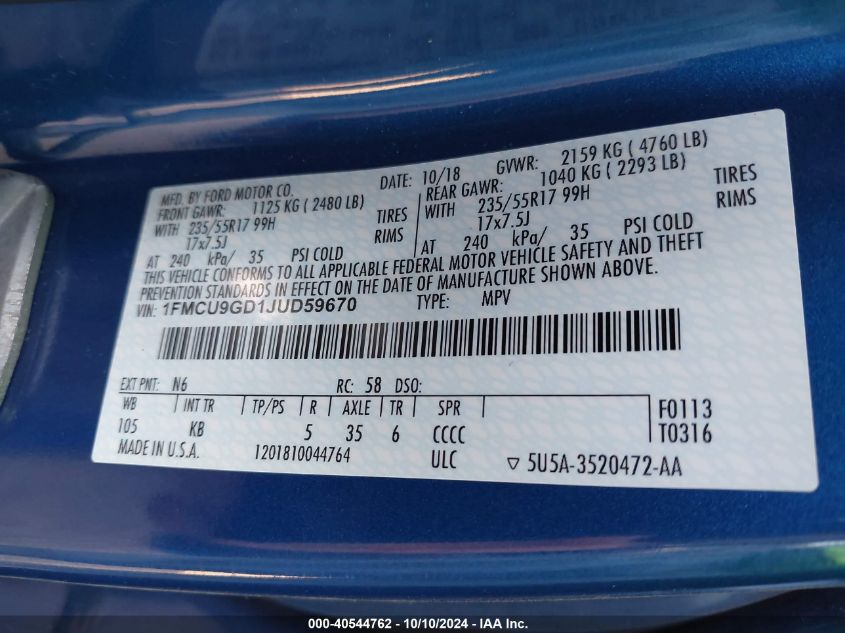 MFD. BY FORD MOTOR CO. DATE: 10/18 GVWR: 2159 KG ( 4760 LB)
FRONT GAWR: 1125 KG ( 2480 LB) REAR GAWR: 1040 KG ( 2293 LB)
WITH 235/55R17 99H TIRES WITH 235/55R17 99H TIRES
17x7.5J RIMS 17x7.5J RIMS
AT 240 kPa/ 35 PSI COLD AT 240 kPa/ 35 PSI COLD
THIS VEHICLE CONFORMS TO ALL APPLICABLE FEDERAL MOTOR VEHICLE SAFETY AND THEFT
PREVENTION STANDARDS IN EFFECT ON THE DATE OF MANUFACTURE SHOWN ABOVE.
VIN: 1FMCU9GD1JUD59670 TYPE: MPV
EXT PNT: N6 RC: 58 DSO:
WB INT TR TP/PS R AXLE TR SPR F0113
105 KB 5 35 6 CCCC T0316
MADE IN U.S.A. 1201810044764 ULC ▽ 5U5A-3520472-AA
000-40544762 - 10/10/2024 - IAA Inc.